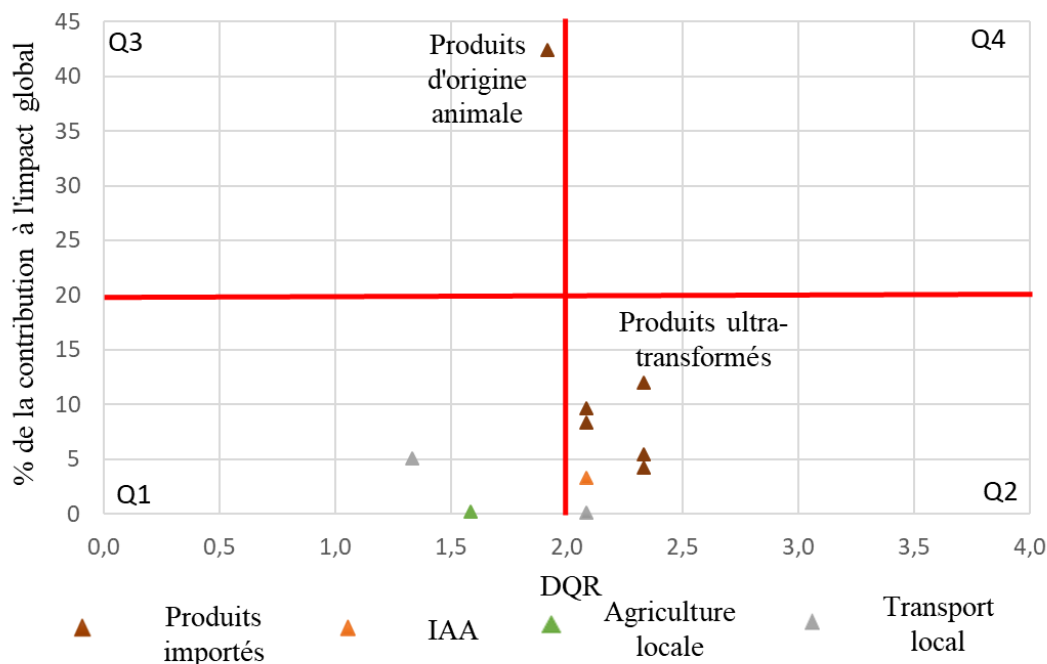 % de la contribution à l'impact global
45
40
35
30
25
20
15
10
5
0
Q3
Q4
Produits
d'origine
animale
Produits ultra-
transformés
Q1
Q2
0,0
0,5
1,0
1,5
2,0
2,5
3,0
3,5
4,0
DQR
Produits
importés
IAA
Agriculture
locale
Transport
local